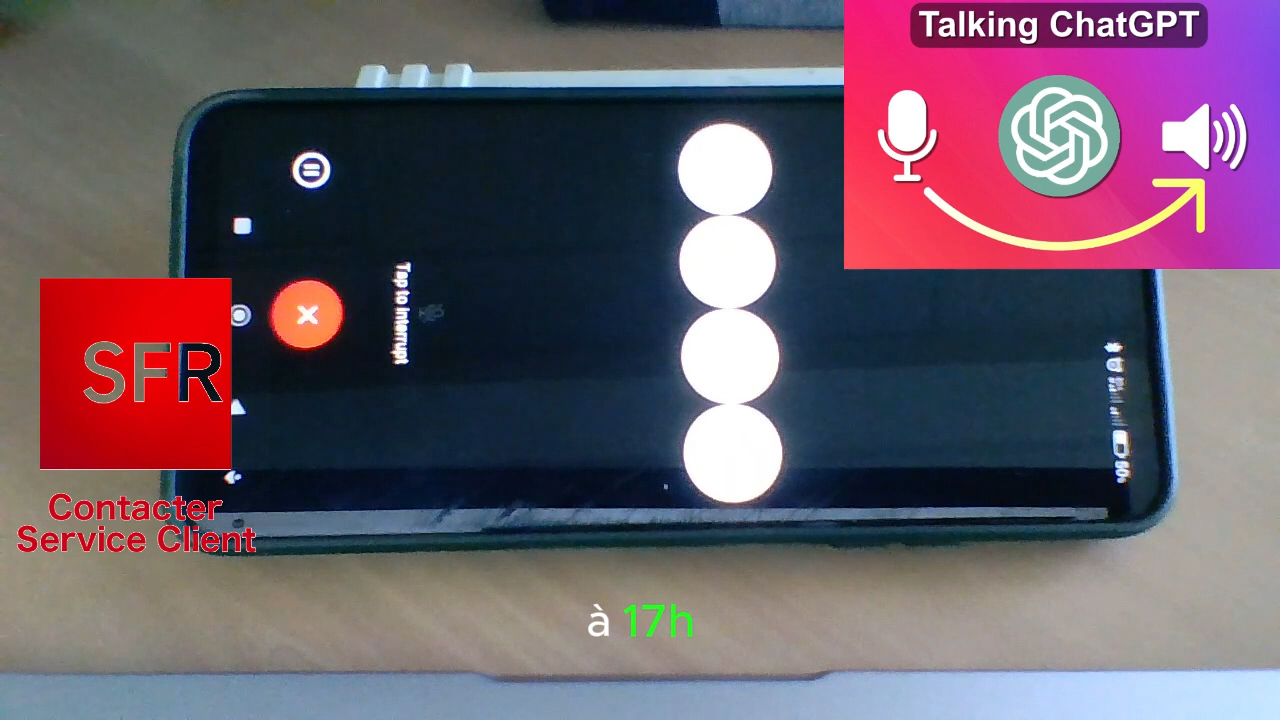 Talking ChatGPT
Tap to interrupt
SFR
Contacter
Service Client
à 17h